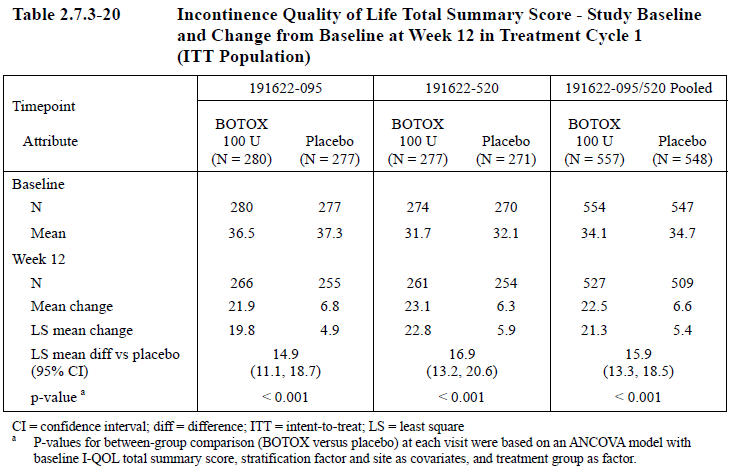 Table 2.7.3-20 Incontinence Quality of Life Total Summary Score - Study Baseline
and Change from Baseline at Week 12 in Treatment Cycle 1
(ITT Population)
Timepoint 191622-095 191622-520 191622-095/520 Pooled
Attribute BOTOX 100 U (N = 280) Placebo (N = 277) BOTOX 100 U (N = 277) Placebo (N = 271) BOTOX 100 U (N = 557) Placebo (N = 548)
Baseline
N 280 277 274 270 554 547
Mean 36.5 37.3 31.7 32.1 34.1 34.7
Week 12
N 266 255 261 254 527 509
Mean change 21.9 6.8 23.1 6.3 22.5 6.6
LS mean change 19.8 4.9 22.8 5.9 21.3 5.4
LS mean diff vs placebo 14.9 16.9 15.9
(95% CI) (11.1, 18.7) (13.2, 20.6) (13.3, 18.5)
p-value a < 0.001 < 0.001 < 0.001
CI = confidence interval; diff = difference; ITT = intent-to-treat; LS = least square
a P-values for between-group comparison (BOTOX versus placebo) at each visit were based on an ANCOVA model with
baseline I-QOL total summary score, stratification factor and site as covariates, and treatment group as factor.